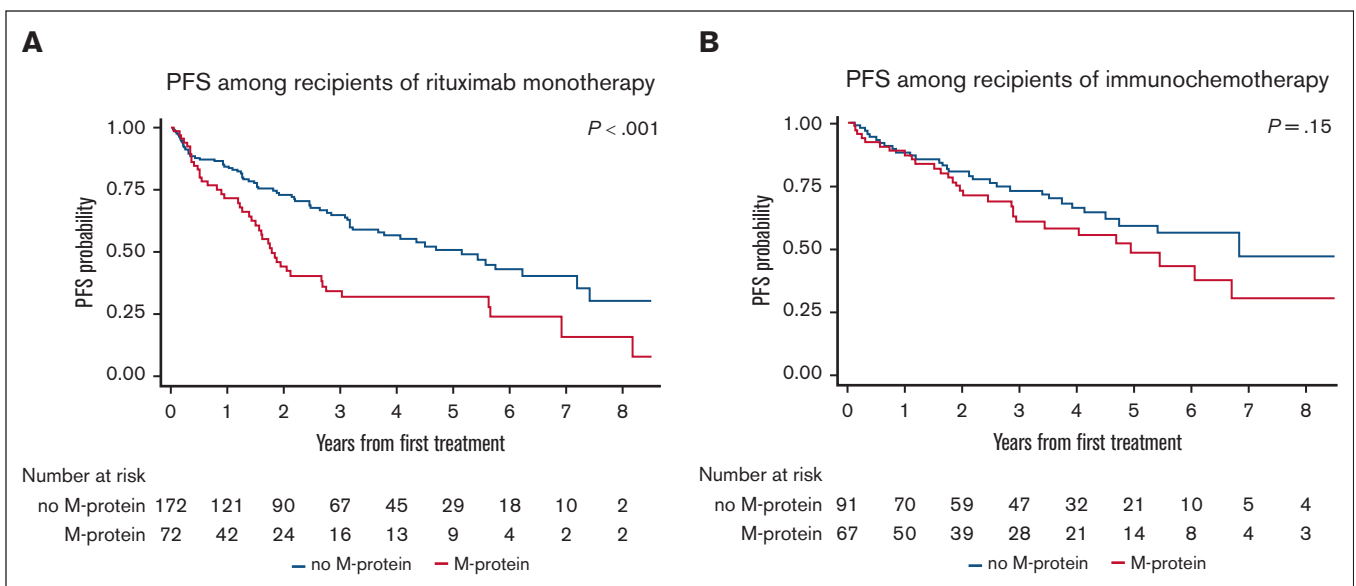 A
PFS among recipients of rituximab monotherapy
P < .001
PFS probability
1.00
0.75
0.50
0.25
0.00
0 1 2 3 4 5 6 7 8
Years from first treatment
Number at risk
no M-protein 172 121 90 67 45 29 18 10 2
M-protein 72 42 24 16 13 9 4 2 2
no M-protein M-protein
B
PFS among recipients of immunochemotherapy
P = .15
PFS probability
1.00
0.75
0.50
0.25
0.00
0 1 2 3 4 5 6 7 8
Years from first treatment
Number at risk
no M-protein 91 70 59 47 32 21 10 5 4
M-protein 67 50 39 28 21 14 8 4 3
no M-protein M-protein